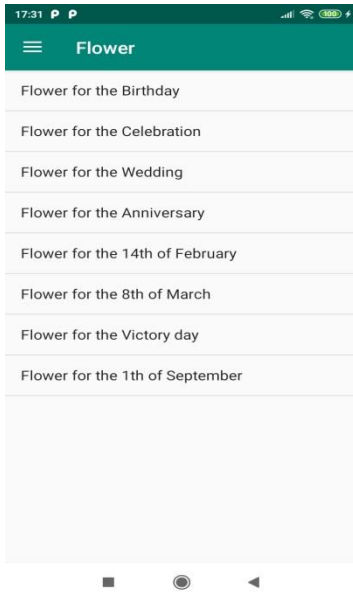 17:31 P P 100
Flower
Flower for the Birthday
Flower for the Celebration
Flower for the Wedding
Flower for the Anniversary
Flower for the 14th of February
Flower for the 8th of March
Flower for the Victory day
Flower for the 1th of September